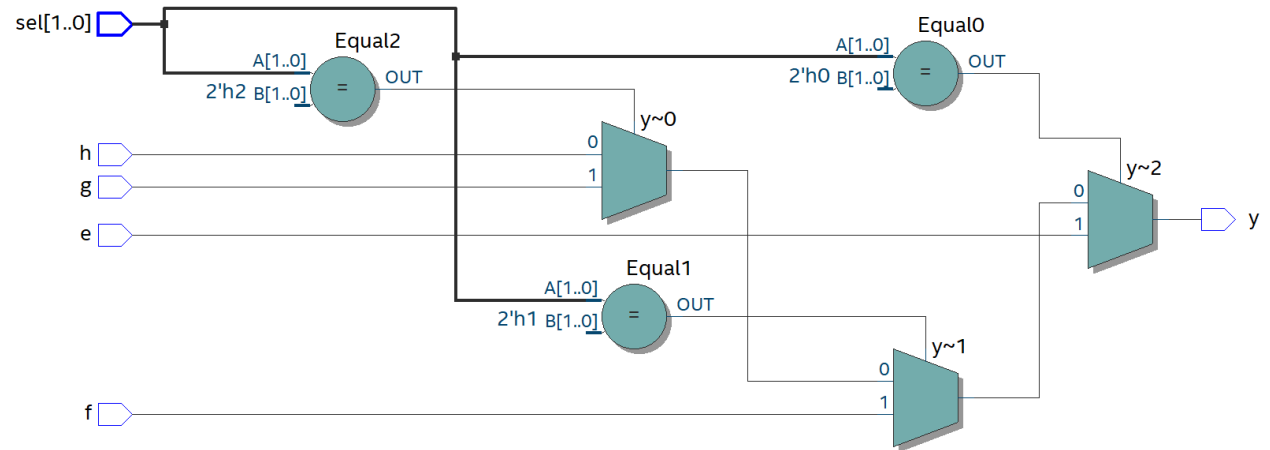 sel[1..0]
Equal2
A[1..0]
2'h2 B[1..0]
=
OUT
Equal0
A[1..0]
2'h0 B[1..0]
=
OUT
y~0
0
1
h
g
e
y~2
0
1
y
Equal1
A[1..0]
2'h1 B[1..0]
=
OUT
y~1
0
1
f